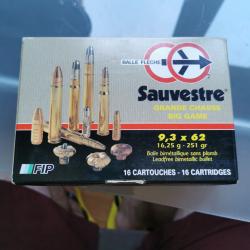 BALLE FLECHE
Sauvestre
GRANDE CHASSE
BIG GAME
9,3 x 62
16,25 g - 251 gr
Balle bimétallique sans plomb
Leadfree bimetallic bullet
FIP
16 CARTOUCHES - 16 CARTRIDGES